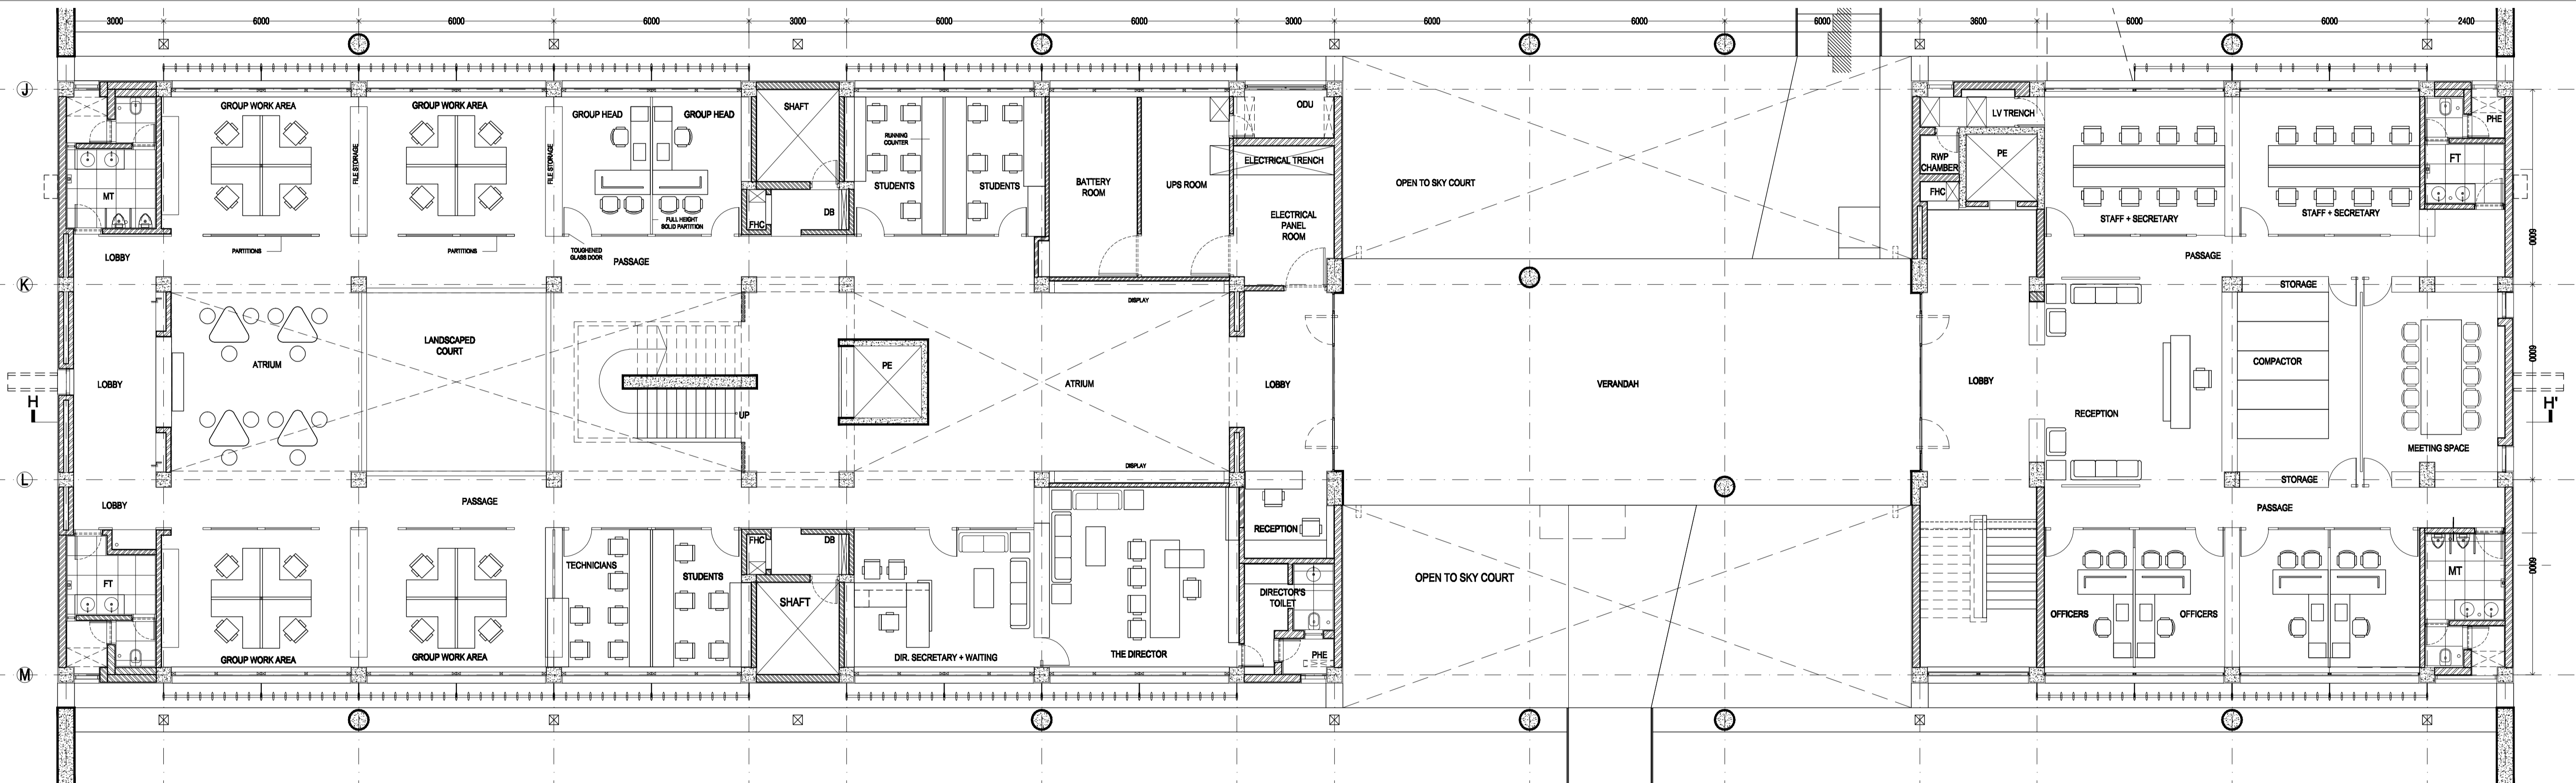 3000 6000 6000 6000 3000 6000 6000 3000 6000 6000 6000 3600 6000 6000 2400
J
GROUP WORK AREA
GROUP WORK AREA
GROUP HEAD
GROUP HEAD
SHAFT
ODU
LV TRENCH
PHE
FILE STORAGE
FILE STORAGE
RUNNING
COUNTER
ELECTRICAL TRENCH
RWP
CHAMBER
PE
FT
MT
STUDENTS
STUDENTS
BATTERY
ROOM
UPS ROOM
OPEN TO SKY COURT
FHC
FHC
DB
FULL HEIGHT
SOLID PARTITION
ELECTRICAL
PANEL
ROOM
STAFF + SECRETARY
STAFF + SECRETARY
6000
PARTITIONS
PARTITIONS
TOUGHENED
GLASS DOOR
LOBBY
PASSAGE
PASSAGE
K
STORAGE
DISPLAY
LANDSCAPED
COURT
ATRIUM
PE
COMPACTOR
6000
LOBBY
ATRIUM
LOBBY
VERANDAH
LOBBY
H
H'
UP
RECEPTION
MEETING SPACE
DISPLAY
L
STORAGE
LOBBY
PASSAGE
PASSAGE
RECEPTION
FHC
DB
TECHNICIANS
STUDENTS
FT
OPEN TO SKY COURT
MT
6000
DIRECTOR'S
TOILET
SHAFT
OFFICERS
OFFICERS
GROUP WORK AREA
GROUP WORK AREA
DIR. SECRETARY + WAITING
THE DIRECTOR
PHE
M